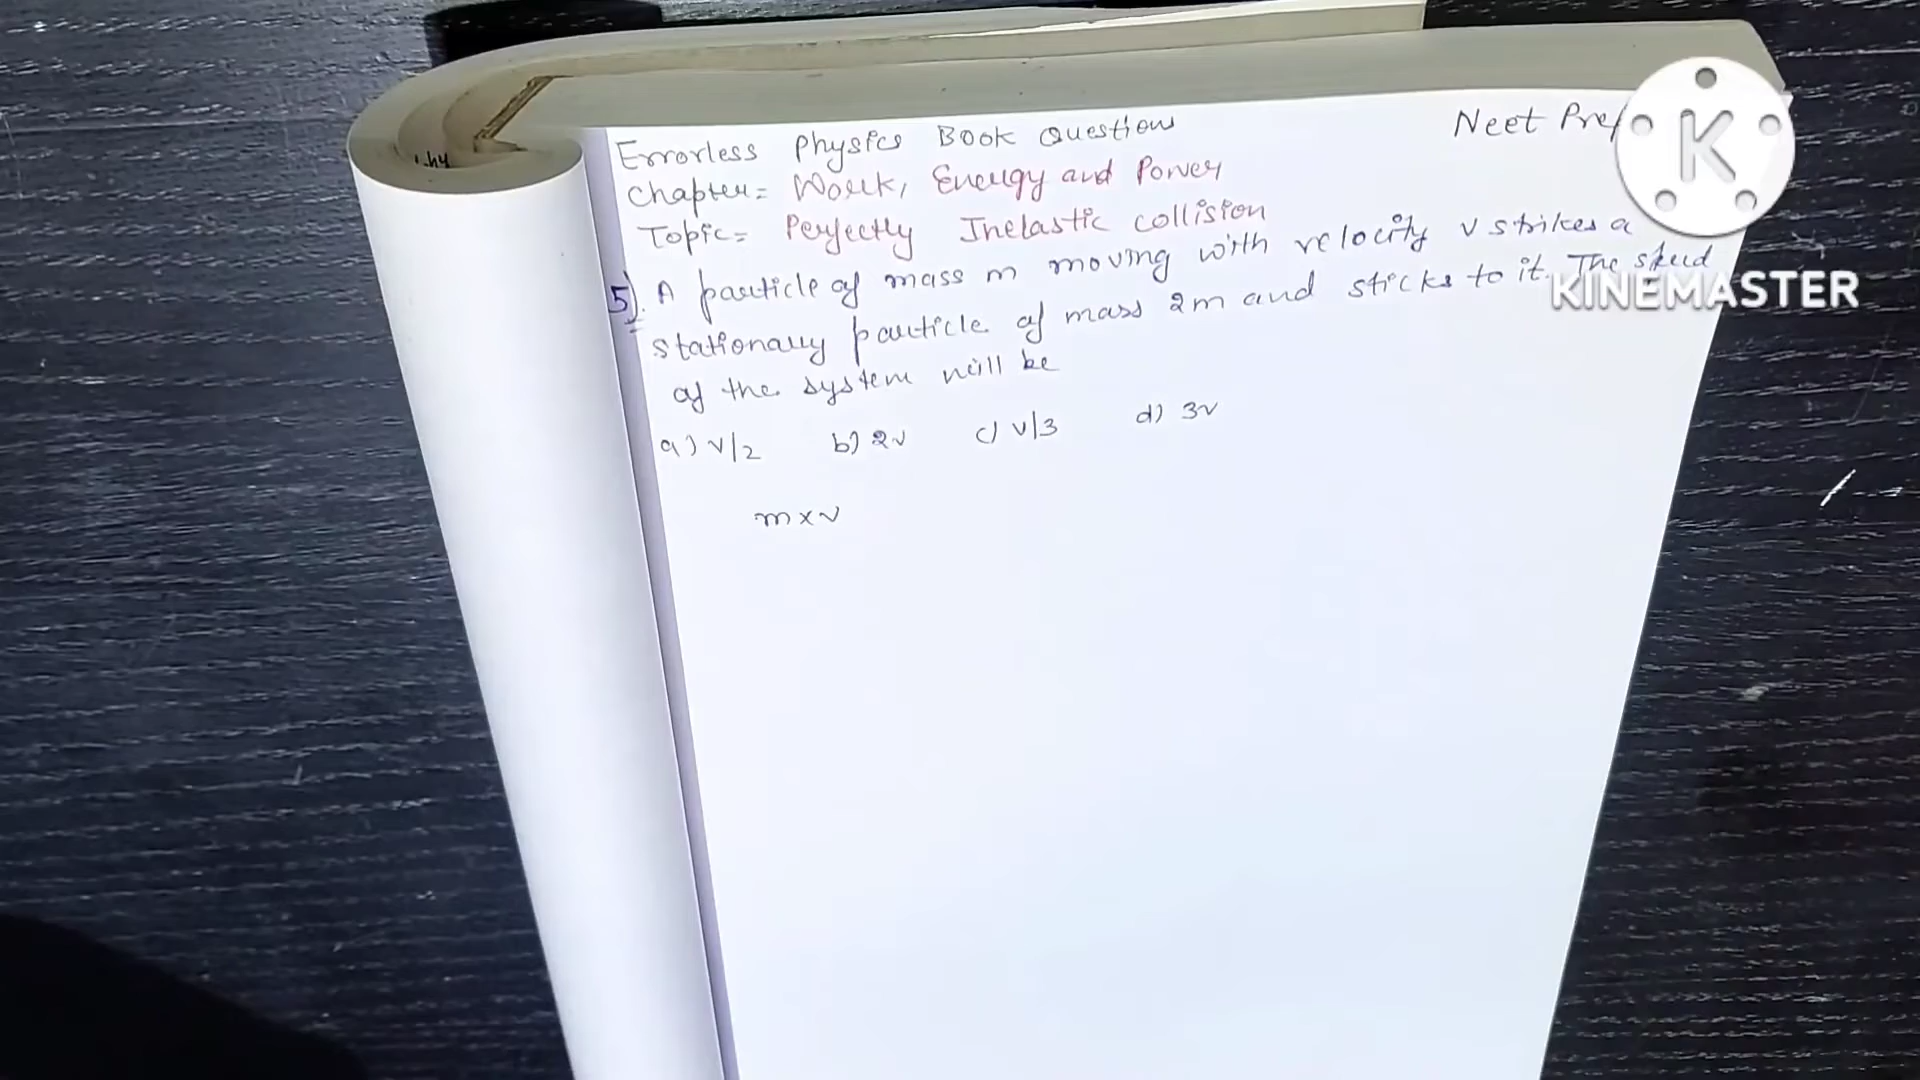 Errorless Physics Book Question
Neet Prep
Chapter= Work, Energy and Power
Topic= Perfectly Inelastic collision
5). A particle of mass m moving with velocity v strikes a
stationary particle of mass 2m and sticks to it. The speed
of the system will be
a) v/2 b) 2v c) v/3 d) 3v
m x v
K
KINEMASTER